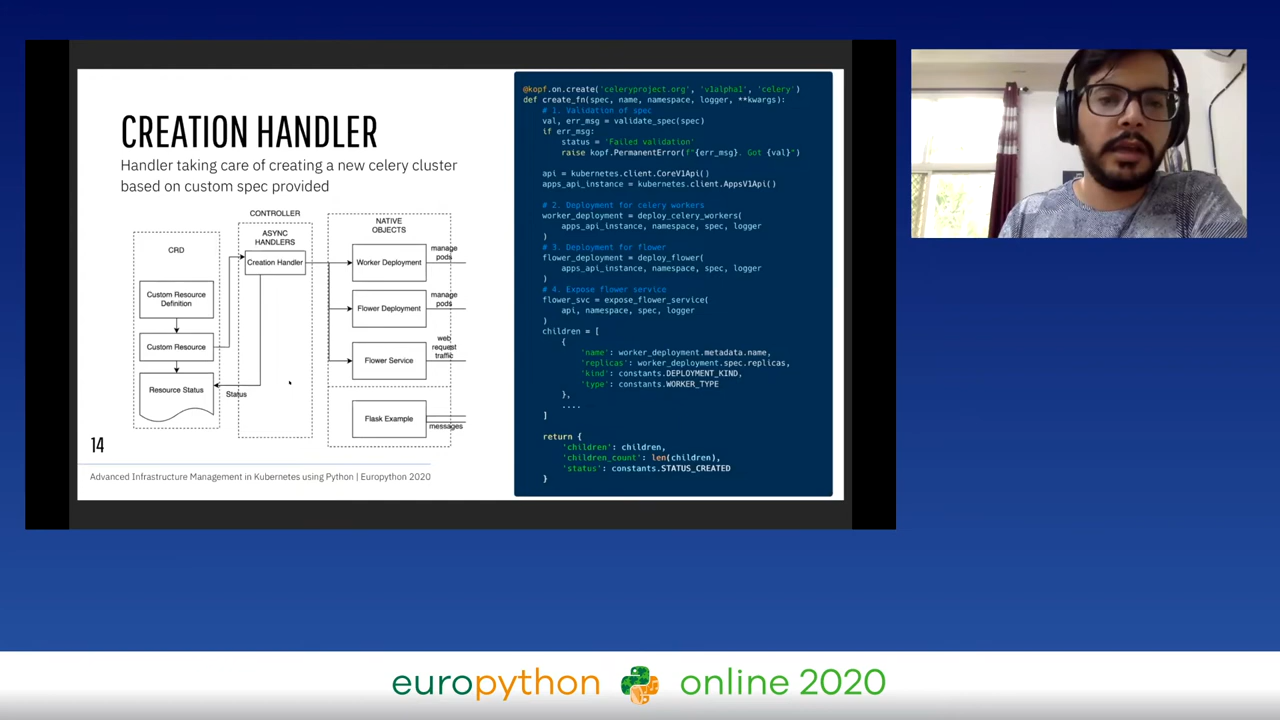 CREATION HANDLER
Handler taking care of creating a new celery cluster
based on custom spec provided
CONTROLLER
ASYNC
HANDLERS
NATIVE
OBJECTS
CRD
Creation Handler
Worker Deployment
manage
pods
Custom Resource
Definition
Flower Deployment
manage
pods
Custom Resource
Flower Service
web
request
traffic
Resource Status
Status
Flask Example
messages
14
Advanced Infrastructure Management in Kubernetes using Python | Europython 2020
@kopf.on.create('celeryproject.org', 'v1alpha1', 'celery')
def create_fn(spec, name, namespace, logger, **kwargs):
# 1. Validation of spec
val, err_msg = validate_spec(spec)
if err_msg:
status = 'Failed validation'
raise kopf.PermanentError(f"{err_msg}. Got {val}")
api = kubernetes.client.CoreV1Api()
apps_api_instance = kubernetes.client.AppsV1Api()
# 2. Deployment for celery workers
worker_deployment = deploy_celery_workers(
apps_api_instance, namespace, spec, logger
)
# 3. Deployment for flower
flower_deployment = deploy_flower(
apps_api_instance, namespace, spec, logger
)
# 4. Expose flower service
flower_svc = expose_flower_service(
api, namespace, spec, logger
)
children = [
{
'name': worker_deployment.metadata.name,
'replicas': worker_deployment.spec.replicas,
'kind': constants.DEPLOYMENT_KIND,
'type': constants.WORKER_TYPE
},
....
]
return {
'children': children,
'children_count': len(children),
'status': constants.STATUS_CREATED
}
europython online 2020